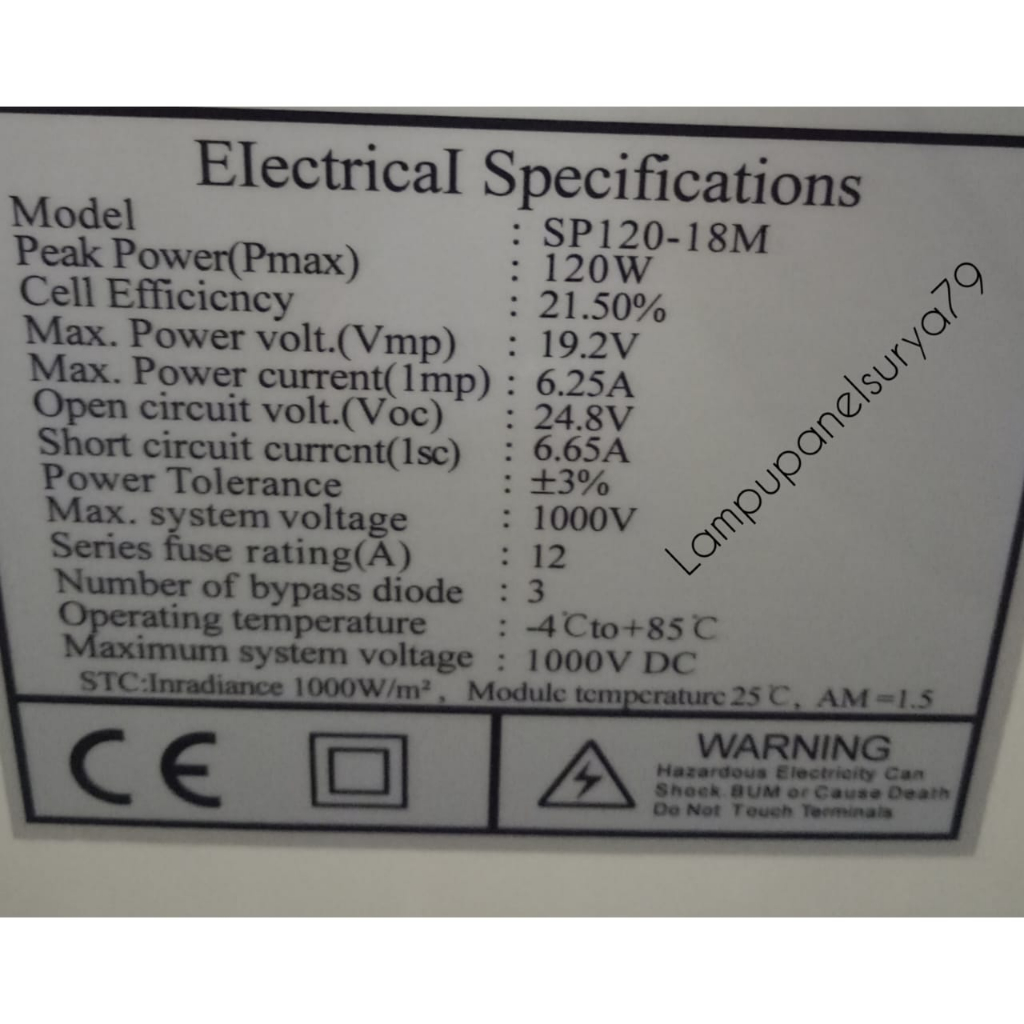 EIectricaI Specifications
Model : SP120-18M
Peak Power(Pmax) : 120W
Cell Efficicncy : 21.50%
Max. Power volt.(Vmp) : 19.2V
Max. Power current(1mp) : 6.25A
Open circuit volt.(Voc) : 24.8V
Short circuit currcnt(1sc) : 6.65A
Power Tolerance : ±3%
Max. system voltage : 1000V
Series fuse rating(A) : 12
Number of bypass diode : 3
Operating temperature : -4℃to+85℃
Maximum system voltage : 1000V DC
STC:Inradiance 1000W/m², Modulc tcmpcraturc 25℃, AM=1.5
CE
WARNING
Hazardous Electricity Can
Shock. BUM or Cause Death
Do Not Touch Terminals
Lampupanelsurya79